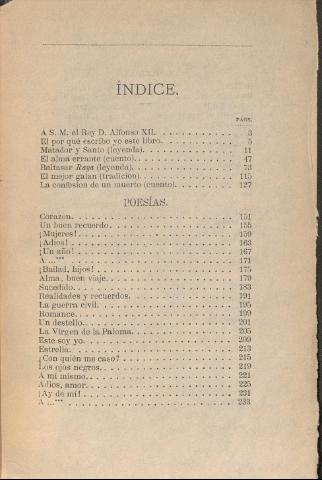 ÍNDICE.
PÁGS.
A S. M. el Rey D. Alfonso XII. . . . . . . . . . . 3
El por qué escribo yo este libro. . . . . . . . . . 5
Matador y Santo (leyenda). . . . . . . . . . . . 11
El alma errante (cuento). . . . . . . . . . . . . 47
Baltasar Raya (leyenda). . . . . . . . . . . . . 73
El mejor galan (tradicion). . . . . . . . . . . . 115
La confesion de un muerto (cuento). . . . . . . . 127
POESÍAS.
Corazon. . . . . . . . . . . . . . . . . . . . 151
Un buen recuerdo. . . . . . . . . . . . . . . . 155
¡Mujeres! . . . . . . . . . . . . . . . . . . . 159
¡Adios! . . . . . . . . . . . . . . . . . . . . 163
¡Un año! . . . . . . . . . . . . . . . . . . . 167
A ...*** . . . . . . . . . . . . . . . . . . . 171
¡Bailad, hijos! . . . . . . . . . . . . . . . . . 175
Alma, buen viaje. . . . . . . . . . . . . . . . 179
Sucedido. . . . . . . . . . . . . . . . . . . . 183
Realidades y recuerdos. . . . . . . . . . . . . . 191
La guerra civil. . . . . . . . . . . . . . . . . 195
Romance. . . . . . . . . . . . . . . . . . . . 199
Un destello. . . . . . . . . . . . . . . . . . . 201
La Vírgen de la Paloma. . . . . . . . . . . . . 205
Este soy yo. . . . . . . . . . . . . . . . . . . 209
Estrella. . . . . . . . . . . . . . . . . . . . 213
¿Con quién me caso? . . . . . . . . . . . . . . 215
Los ojos negros. . . . . . . . . . . . . . . . . 219
A mí mismo. . . . . . . . . . . . . . . . . . . 221
Adios, amor. . . . . . . . . . . . . . . . . . . 225
¡Ay de mí! . . . . . . . . . . . . . . . . . . . 231
A ...*** . . . . . . . . . . . . . . . . . . . 233